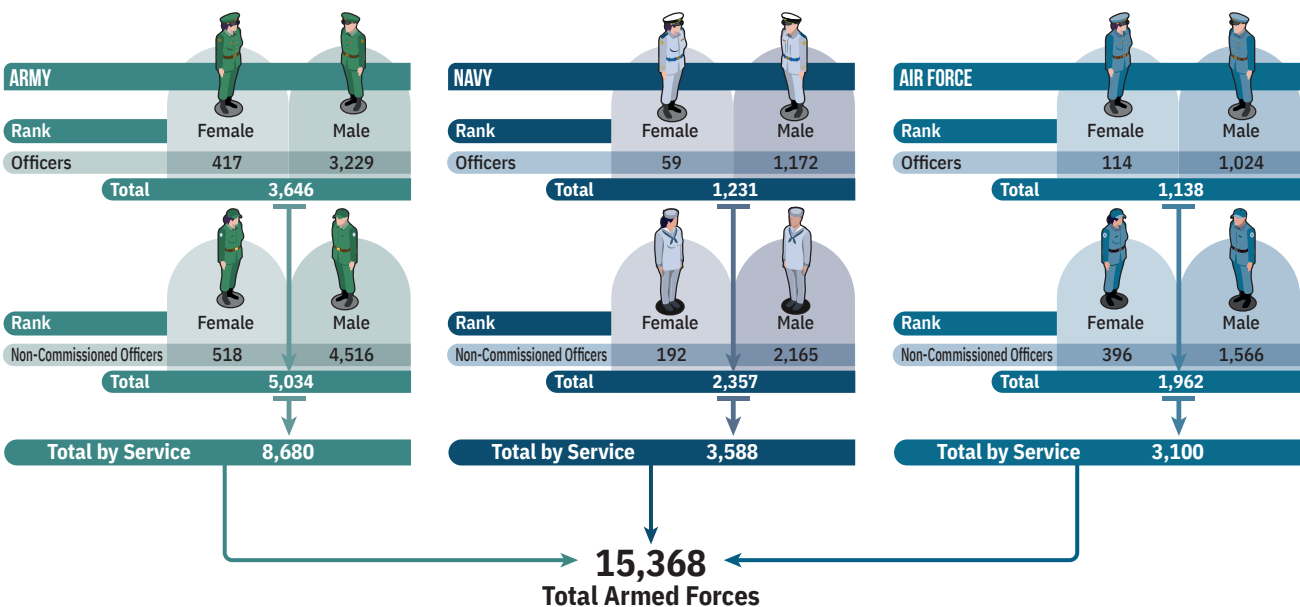 ARMY
Rank Female Male
Officers 417 3,229
Total 3,646
Rank Female Male
Non-Commissioned Officers 518 4,516
Total 5,034
Total by Service 8,680
NAVY
Rank Female Male
Officers 59 1,172
Total 1,231
Rank Female Male
Non-Commissioned Officers 192 2,165
Total 2,357
Total by Service 3,588
AIR FORCE
Rank Female Male
Officers 114 1,024
Total 1,138
Rank Female Male
Non-Commissioned Officers 396 1,566
Total 1,962
Total by Service 3,100
15,368
Total Armed Forces